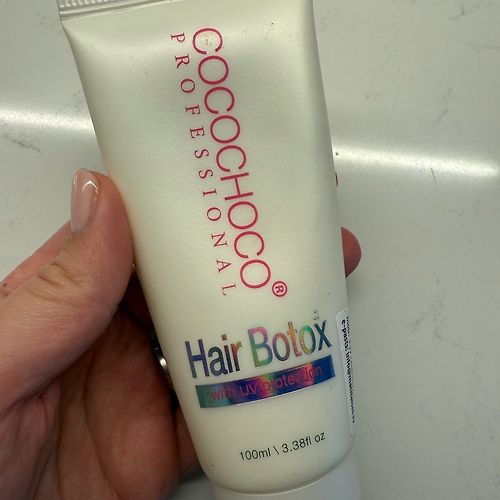 COCOCHOCO®
PROFESSIONAL
Hair Botox
with UV protection
100ml \ 3.38fl oz